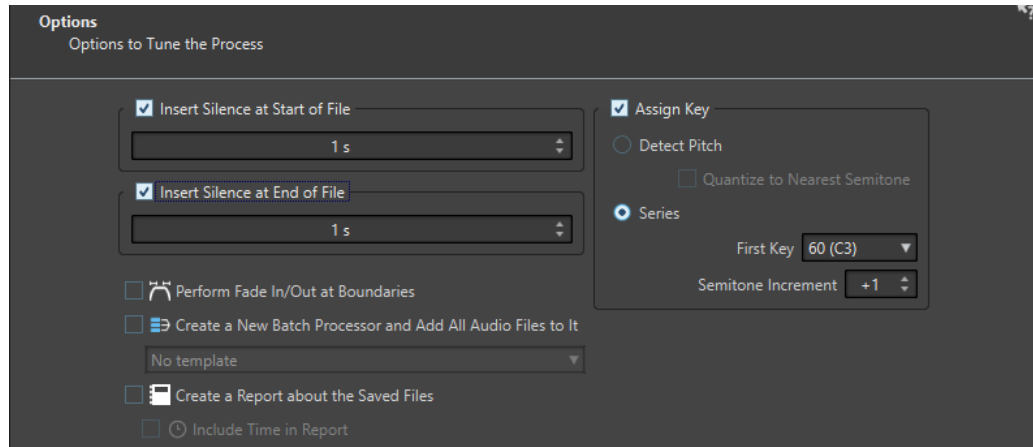 Options
Options to Tune the Process
Insert Silence at Start of File
1 s
Insert Silence at End of File
1 s
Perform Fade In/Out at Boundaries
Create a New Batch Processor and Add All Audio Files to It
No template
Create a Report about the Saved Files
Include Time in Report
Assign Key
Detect Pitch
Quantize to Nearest Semitone
Series
First Key 60 (C3)
Semitone Increment +1